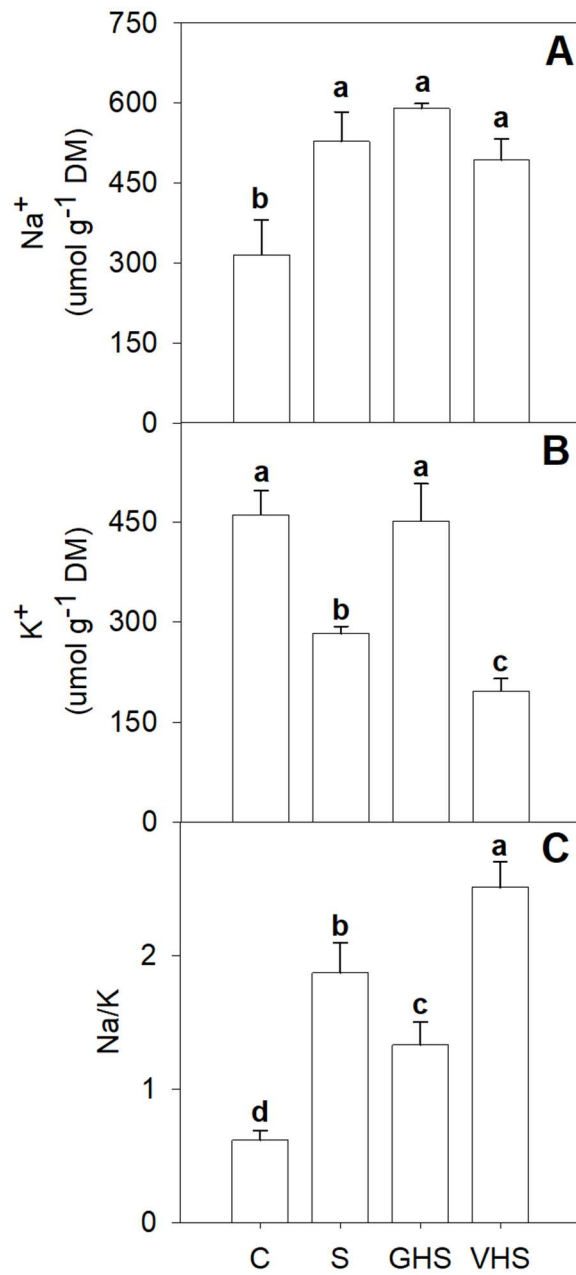 750
A
600
a a a
450
Na+
(umol g-1 DM)
b
300
150
0
B
a a
450
K+
(umol g-1 DM)
b
300
c
150
0
C
a
2
b
Na/K
c
1
d
0
C S GHS VHS